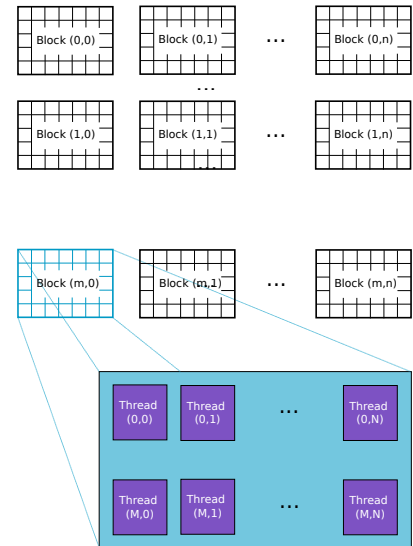 Block (0,0) Block (0,1) ... Block (0,n)
...
Block (1,0) Block (1,1) ... Block (1,n)
...
Block (m,0) Block (m,1) ... Block (m,n)
Thread Thread ... Thread
(0,0) (0,1) (0,N)
Thread Thread ... Thread
(M,0) (M,1) (M,N)